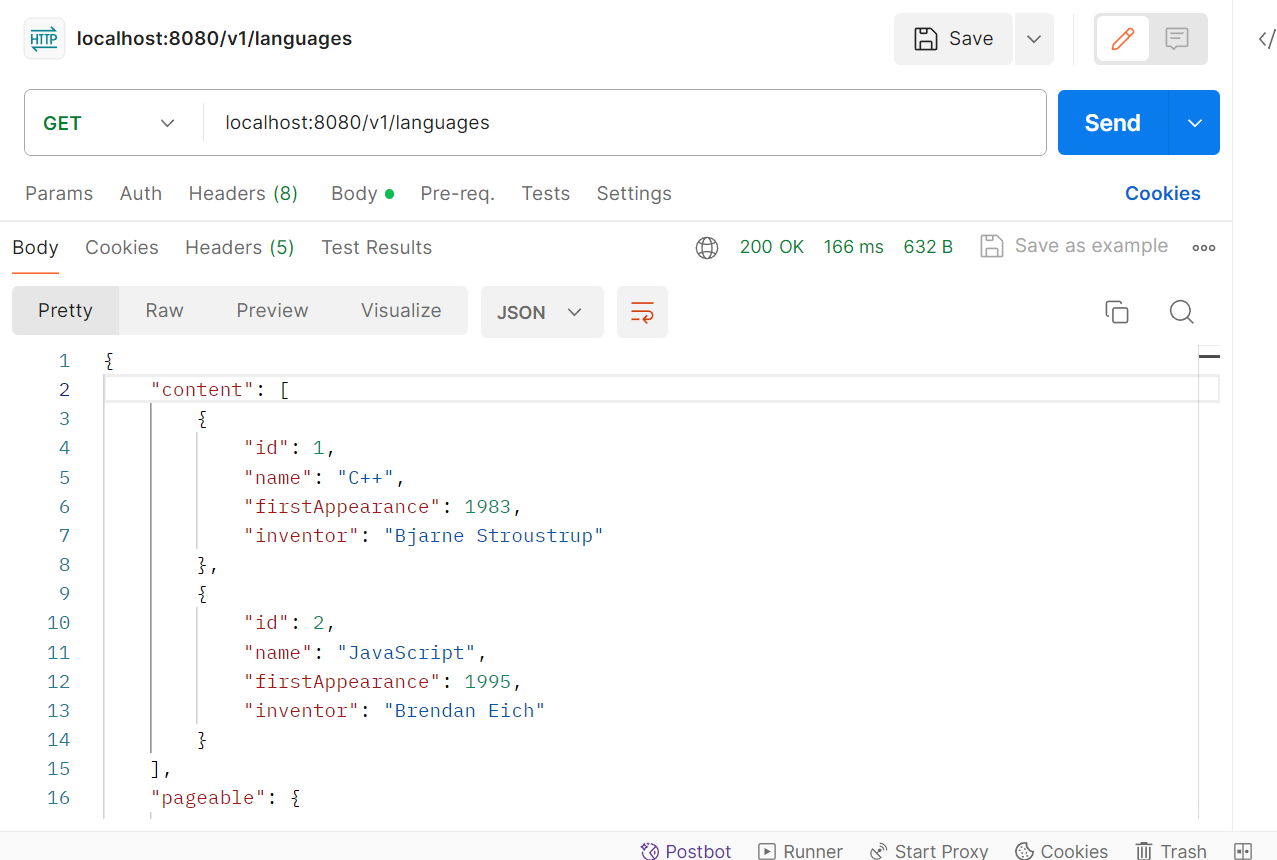 HTTP localhost:8080/v1/languages Save </
GET localhost:8080/v1/languages Send
Params Auth Headers (8) Body Pre-req. Tests Settings Cookies
Body Cookies Headers (5) Test Results 200 OK 166 ms 632 B Save as example
Pretty Raw Preview Visualize JSON
1 {
2 "content": [
3 {
4 "id": 1,
5 "name": "C++",
6 "firstAppearance": 1983,
7 "inventor": "Bjarne Stroustrup"
8 },
9 {
10 "id": 2,
11 "name": "JavaScript",
12 "firstAppearance": 1995,
13 "inventor": "Brendan Eich"
14 }
15 ],
16 "pageable": {
Postbot Runner Start Proxy Cookies Trash